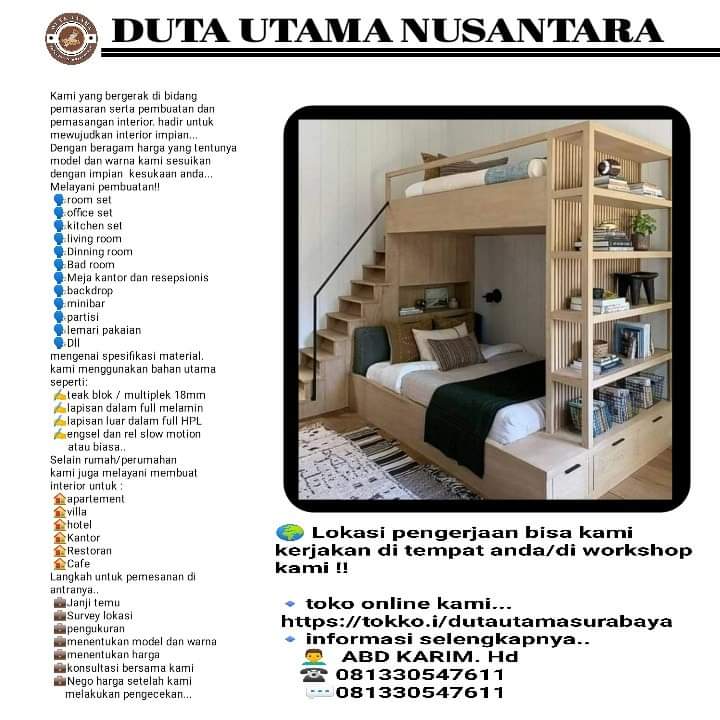 DUTA UTAMA NUSANTARA
Kami yang bergerak di bidang
pemasaran serta pembuatan dan
pemasangan interior. hadir untuk
mewujudkan interior impian...
Dengan beragam harga yang tentunya
model dan warna kami sesuikan
dengan impian kesukaan anda...
Melayani pembuatan!!
🗣room set
🗣office set
🗣kitchen set
🗣living room
🗣Dinning room
🗣Bad room
🗣Meja kantor dan resepsionis
🗣backdrop
🗣minibar
🗣partisi
🗣lemari pakaian
🗣Dll
mengenai spesifikasi material.
kami menggunakan bahan utama
seperti:
✍teak blok / multiplek 18mm
✍lapisan dalam full melamin
✍lapisan luar dalam full HPL
✍engsel dan rel slow motion
atau biasa..
Selain rumah/perumahan
kami juga melayani membuat
interior untuk :
🏠apartement
🏠villa
🏠hotel
🏠Kantor
🏠Restoran
🏠Cafe
Langkah untuk pemesanan di
antranya..
💼Janji temu
💼Survey lokasi
💼pengukuran
💼menentukan model dan warna
💼menentukan harga
💼konsultasi bersama kami
💼Nego harga setelah kami
melakukan pengecekan...
🌍 Lokasi pengerjaan bisa kami
kerjakan di tempat anda/di workshop
kami !!
🔹 toko online kami...
https://tokko.i/dutautamasurabaya
🔹 informasi selengkapnya..
🙎‍♂️ ABD KARIM. Hd
☎ 081330547611
💬081330547611